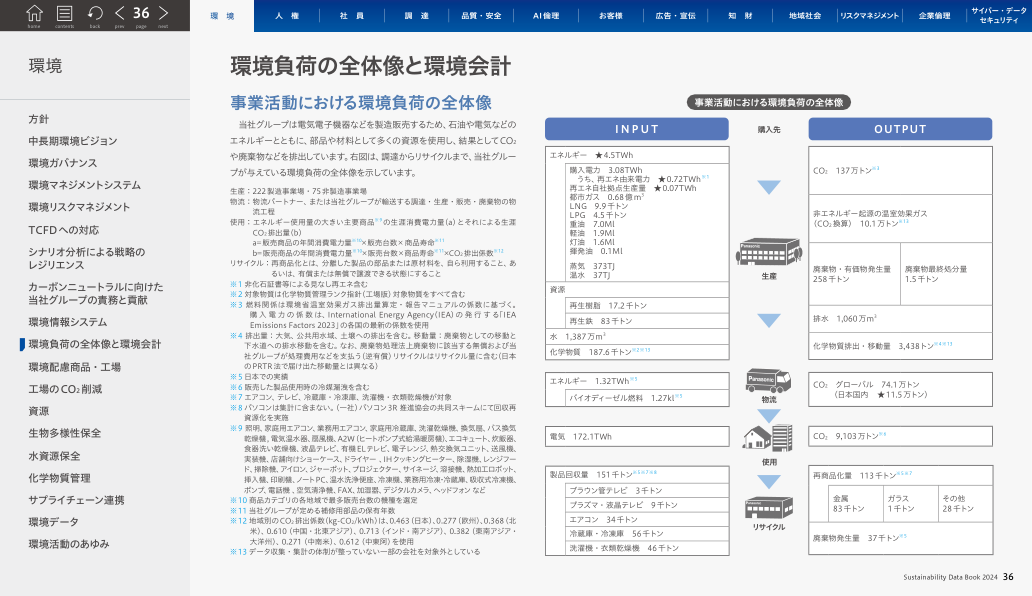 36
home contents back prev page next
環 境
人 権
社 員
調 達
品質・安全
AI倫理
お客様
広告・宣伝
知 財
地域社会
リスクマネジメント
企業倫理
サイバー・データ
セキュリティ
環境
方針
中長期環境ビジョン
環境ガバナンス
環境マネジメントシステム
環境リスクマネジメント
TCFDへの対応
シナリオ分析による戦略の
レジリエンス
カーボンニュートラルに向けた
当社グループの責務と貢献
環境情報システム
環境負荷の全体像と環境会計
環境配慮商品・工場
工場のCO₂削減
資源
生物多様性保全
水資源保全
化学物質管理
サプライチェーン連携
環境データ
環境活動のあゆみ
環境負荷の全体像と環境会計
事業活動における環境負荷の全体像
当社グループは電気電子機器などを製造販売するため、石油や電気などの
エネルギーとともに、部品や材料として多くの資源を使用し、結果としてCO₂
や廃棄物などを排出しています。右図は、調達からリサイクルまで、当社グルー
プが与えている環境負荷の全体像を示しています。
生産：222製造事業場・75非製造事業場
物流：物流パートナー、または当社グループが輸送する調達・生産・販売・廃棄物の物
流工程
使用：エネルギー使用量の大きい主要商品※9の生涯消費電力量(a)とそれによる生涯
CO₂排出量(b)
a=販売商品の年間消費電力量※10×販売台数×商品寿命※11
b=販売商品の年間消費電力量※10×販売台数×商品寿命※11×CO₂排出係数※12
リサイクル：再商品化とは、分離した製品の部品または原材料を、自ら利用すること、あ
るいは、有償または無償で譲渡できる状態にすること
※1 非化石証書等による見なし再エネ含む
※2 対象物質は化学物質管理ランク指針(工場版) 対象物質をすべて含む
※3 燃料関係は環境省温室効果ガス排出量算定・報告マニュアルの係数に基づく。
購入電力の係数は、International Energy Agency(IEA)の発行する「IEA
Emissions Factors 2023」の各国の最新の係数を使用
※4 排出量：大気、公共用水域、土壌への排出を含む。移動量：廃棄物としての移動と
下水道への排水移動を含む。なお、廃棄物処理法上廃棄物に該当する無償および当
社グループが処理費用などを支払う(逆有償)リサイクルはリサイクル量に含む(日本
のPRTR法で届け出た移動量とは異なる)
※5 日本での実績
※6 販売した製品使用時の冷媒漏洩を含む
※7 エアコン、テレビ、冷蔵庫・冷凍庫、洗濯機・衣類乾燥機が対象
※8 パソコンは集計に含まない。(一社)パソコン3R推進協会の共同スキームにて回収再
資源化を実施
※9 照明、家庭用エアコン、業務用エアコン、家庭用冷蔵庫、洗濯乾燥機、換気扇、バス換気
乾燥機、電気温水器、扇風機、A2W(ヒートポンプ式給湯暖房機)、エコキュート、炊飯器、
食器洗い乾燥機、液晶テレビ、有機ELテレビ、電子レンジ、熱交換気ユニット、送風機、
実装機、店舗向けショーケース、ドライヤー、IHクッキングヒーター、除湿機、レンジフー
ド、掃除機、アイロン、ジャーポット、プロジェクター、サイネージ、溶接機、熱加工ロボット、
挿入機、印刷機、ノートPC、温水洗浄便座、冷凍機、業務用冷凍・冷蔵庫、吸収式冷凍機、
ポンプ、電話機、空気清浄機、FAX、加湿器、デジタルカメラ、ヘッドフォンなど
※10 商品カテゴリの各地域で最多販売台数の機種を選定
※11 当社グループが定める補修用部品の保有年数
※12 地域別のCO₂排出係数(kg-CO₂/kWh)は、0.463(日本)、0.277(欧州)、0.368(北
米)、0.610(中国・北東アジア)、0.713(インド・南アジア)、0.382(東南アジア・
大洋州)、0.271(中南米)、0.612(中東阿)を使用
※13 データ収集・集計の体制が整っていない一部の会社を対象外としている
事業活動における環境負荷の全体像
INPUT
購入先
OUTPUT
エネルギー ★4.5TWh
購入電力 3.08TWh
うち、再エネ由来電力 ★0.72TWh※1
再エネ自社拠点生産量 ★0.07TWh
都市ガス 0.68億m³
LNG 9.9千トン
LPG 4.5千トン
重油 7.0Ml
軽油 1.9Ml
灯油 1.6Ml
揮発油 0.1Ml
蒸気 373TJ
温水 37TJ
資源
再生樹脂 17.2千トン
再生鉄 83千トン
水 1,387万m³
化学物質 187.6千トン※2※13
Panasonic
生産
CO₂ 137万トン※3
非エネルギー起源の温室効果ガス
(CO₂換算) 10.1万トン※13
廃棄物・有価物発生量
258千トン
廃棄物最終処分量
1.5千トン
排水 1,060万m³
化学物質排出・移動量 3,438トン※4※13
エネルギー 1.32TWh※5
バイオディーゼル燃料 1.27kl※5
Panasonic
物流
CO₂ グローバル 74.1万トン
(日本国内 ★11.5万トン)
電気 172.1TWh
使用
CO₂ 9,103万トン※6
製品回収量 151千トン※5※7※8
ブラウン管テレビ 3千トン
プラズマ・液晶テレビ 9千トン
エアコン 34千トン
冷蔵庫・冷凍庫 56千トン
洗濯機・衣類乾燥機 46千トン
Panasonic
リサイクル
再商品化量 113千トン※5※7
金属
83千トン
ガラス
1千トン
その他
28千トン
廃棄物発生量 37千トン※5
Sustainability Data Book 2024 36